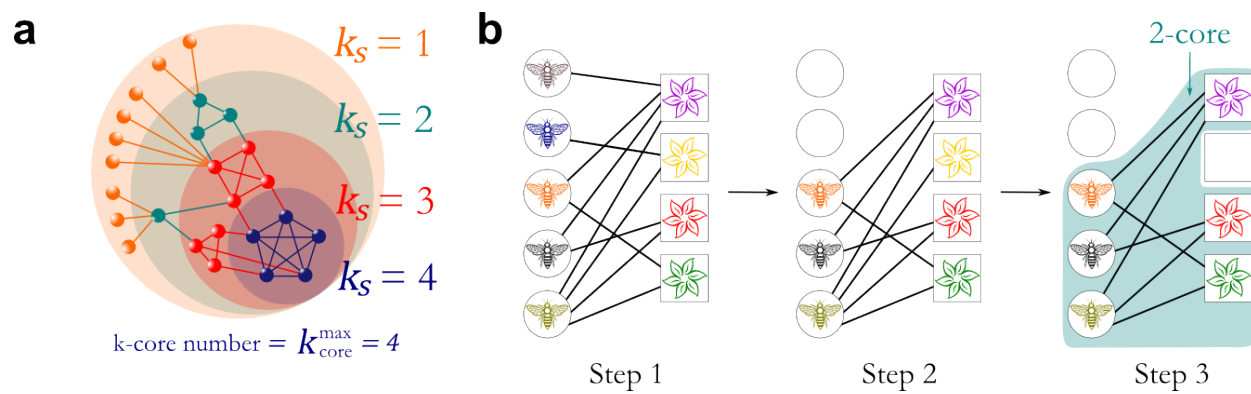 a
k_s = 1
k_s = 2
k_s = 3
k_s = 4
k-core number = k_core^max = 4
b
2-core
Step 1
Step 2
Step 3